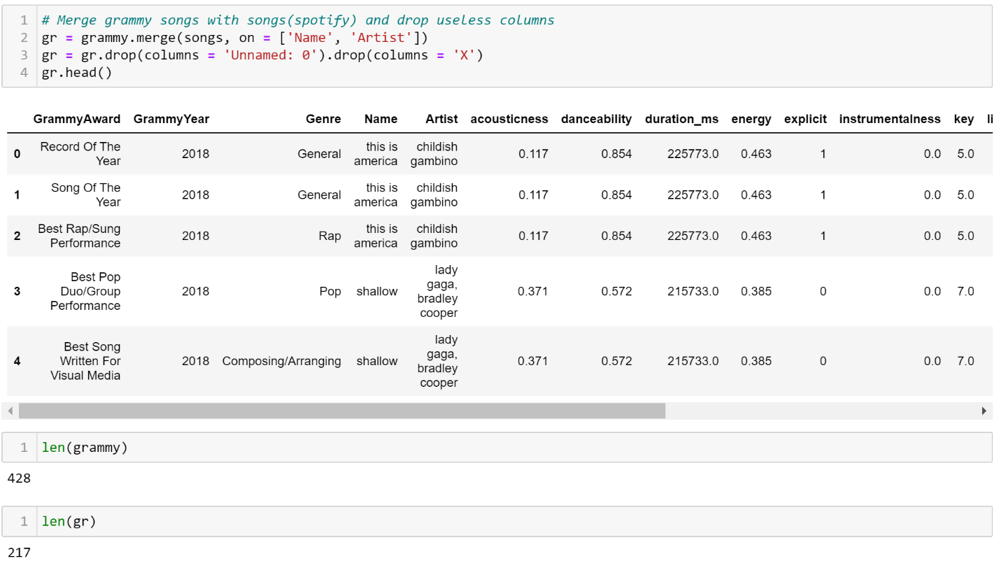 1 # Merge grammy songs with songs(spotify) and drop useless columns
2 gr = grammy.merge(songs, on = ['Name', 'Artist'])
3 gr = gr.drop(columns = 'Unnamed: 0').drop(columns = 'X')
4 gr.head()
GrammyAward GrammyYear Genre Name Artist acousticness danceability duration_ms energy explicit instrumentalness key li
0 Record Of The Year 2018 General this is america childish gambino 0.117 0.854 225773.0 0.463 1 0.0 5.0
1 Song Of The Year 2018 General this is america childish gambino 0.117 0.854 225773.0 0.463 1 0.0 5.0
2 Best Rap/Sung Performance 2018 Rap this is america childish gambino 0.117 0.854 225773.0 0.463 1 0.0 5.0
3 Best Pop Duo/Group Performance 2018 Pop shallow lady gaga, bradley cooper 0.371 0.572 215733.0 0.385 0 0.0 7.0
4 Best Song Written For Visual Media 2018 Composing/Arranging shallow lady gaga, bradley cooper 0.371 0.572 215733.0 0.385 0 0.0 7.0
1 len(grammy)
428
1 len(gr)
217